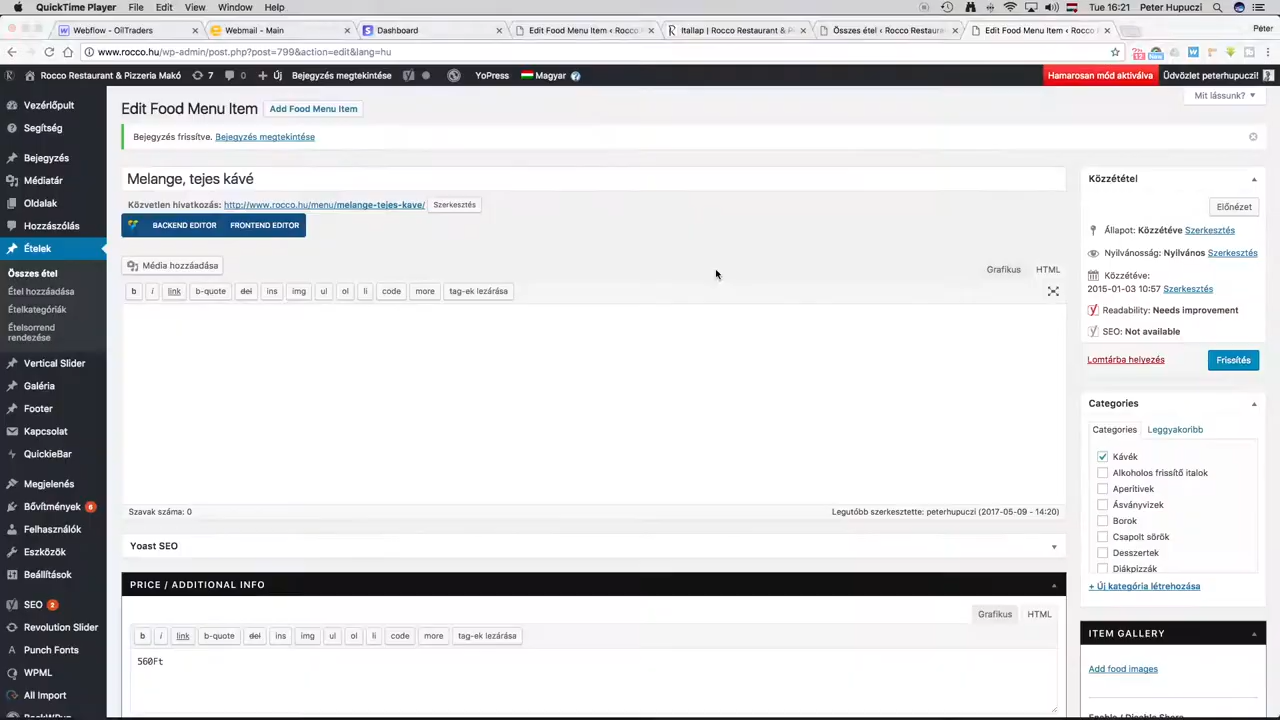 QuickTime Player File Edit View Window Help Tue 16:21 Peter Hupuczi
Webflow - OilTraders Webmail - Main Dashboard Edit Food Menu Item ‹ Rocco Itallap | Rocco Restaurant & P Összes étel ‹ Rocco Restaura Edit Food Menu Item ‹ Rocco Péter
www.rocco.hu/wp-admin/post.php?post=799&action=edit&lang=hu
Rocco Restaurant & Pizzeria Makó 7 0 Új Bejegyzés megtekintése YoPress Magyar Hamarosan mód aktiválva Üdvözlet peterhupuczi!
Mit lássunk?
Vezérlőpult
Segítség
Bejegyzés
Médiatár
Oldalak
Hozzászólás
Ételek
Összes étel
Étel hozzáadása
Ételkategóriák
Ételsorrend
rendezése
Vertical Slider
Galéria
Footer
Kapcsolat
QuickieBar
Megjelenés
Bővítmények 6
Felhasználók
Eszközök
Beállítások
SEO 2
Revolution Slider
Punch Fonts
WPML
All Import
Edit Food Menu Item Add Food Menu Item
Bejegyzés frissítve. Bejegyzés megtekintése
Melange, tejes kávé
Közvetlen hivatkozás: http://www.rocco.hu/menu/melange-tejes-kave/ Szerkesztés
BACKEND EDITOR FRONTEND EDITOR
Média hozzáadása Grafikus HTML
b i link b-quote del ins img ul ol li code more tag-ek lezárása
Szavak száma: 0 Legutóbb szerkesztette: peterhupuczi (2017-05-09 - 14:20)
Yoast SEO
PRICE / ADDITIONAL INFO
Grafikus HTML
b i link b-quote del ins img ul ol li code more tag-ek lezárása
560Ft
Közzététel
Előnézet
Állapot: Közzétéve Szerkesztés
Nyilvánosság: Nyilvános Szerkesztés
Közzétéve:
2015-01-03 10:57 Szerkesztés
Readability: Needs improvement
SEO: Not available
Lomtárba helyezés Frissítés
Categories
Categories Leggyakoribb
Kávék
Alkoholos frissítő italok
Aperitivek
Ásványvizek
Borok
Csapolt sörök
Desszertek
Diákpizzák
+ Új kategória létrehozása
ITEM GALLERY
Add food images
Enable / Disable Share